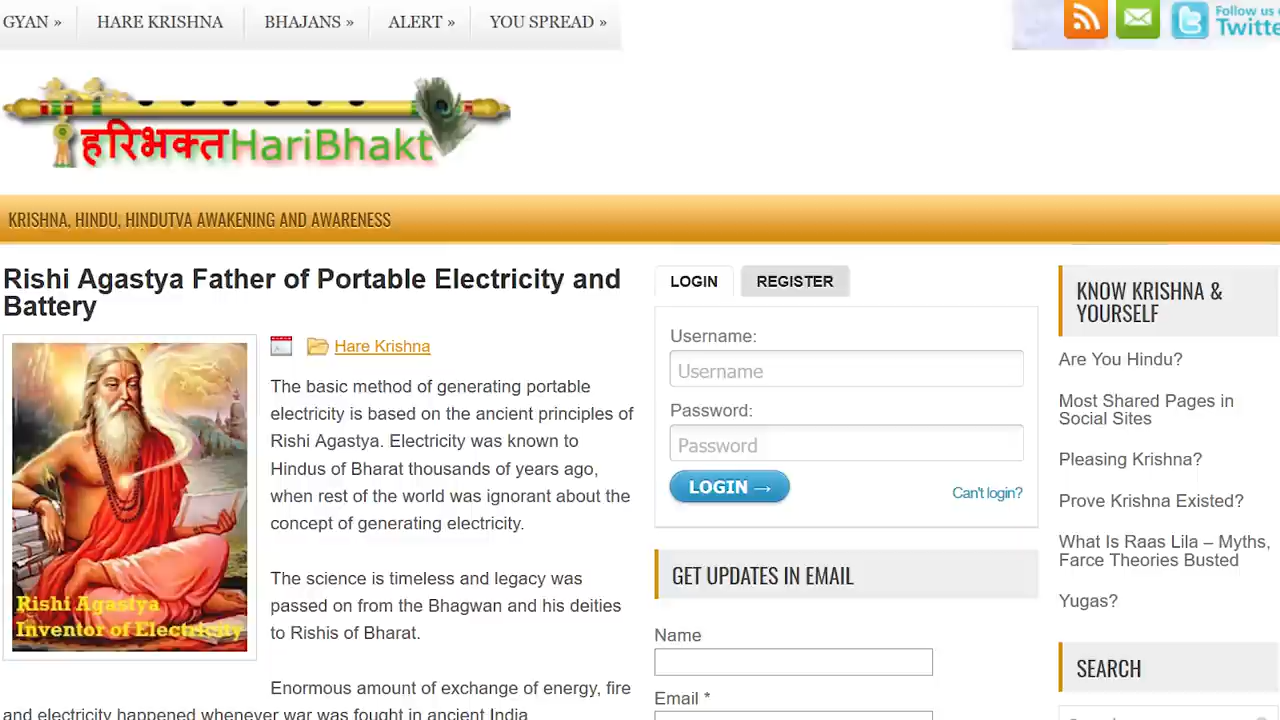 GYAN »
HARE KRISHNA
BHAJANS »
ALERT »
YOU SPREAD »
Follow us
Twitte
हरिभक्तHariBhakt
KRISHNA, HINDU, HINDUTVA AWAKENING AND AWARENESS
Rishi Agastya Father of Portable Electricity and
Battery
Rishi Agastya
Inventor of Electricity
Hare Krishna
The basic method of generating portable
electricity is based on the ancient principles of
Rishi Agastya. Electricity was known to
Hindus of Bharat thousands of years ago,
when rest of the world was ignorant about the
concept of generating electricity.
The science is timeless and legacy was
passed on from the Bhagwan and his deities
to Rishis of Bharat.
Enormous amount of exchange of energy, fire
and electricity happened whenever war was fought in ancient India
LOGIN
REGISTER
Username:
Username
Password:
Password
LOGIN →
Can't login?
GET UPDATES IN EMAIL
Name
Email *
KNOW KRISHNA &
YOURSELF
Are You Hindu?
Most Shared Pages in
Social Sites
Pleasing Krishna?
Prove Krishna Existed?
What Is Raas Lila – Myths,
Farce Theories Busted
Yugas?
SEARCH